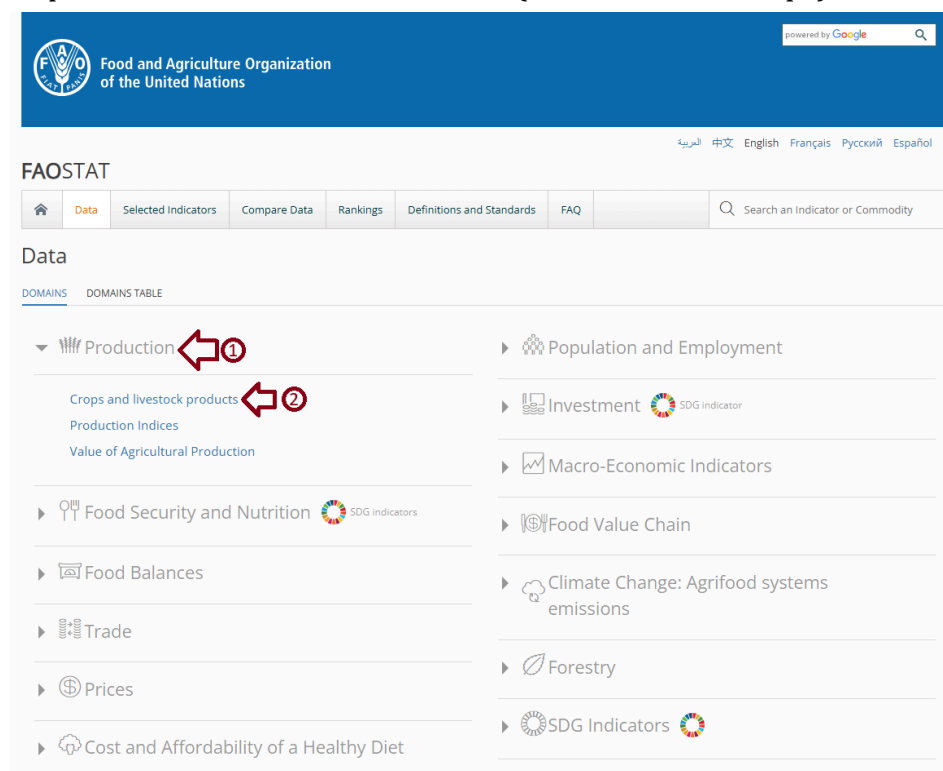 powered by Google
FAO
FIAT PANIS
Food and Agriculture Organization
of the United Nations
العربية 中文 English Français Русский Español
FAOSTAT
Data Selected Indicators Compare Data Rankings Definitions and Standards FAQ Search an Indicator or Commodity
Data
DOMAINS DOMAINS TABLE
Production 1
Crops and livestock products 2
Production Indices
Value of Agricultural Production
Food Security and Nutrition SDG indicators
Food Balances
Trade
Prices
Cost and Affordability of a Healthy Diet
Population and Employment
Investment SDG indicator
Macro-Economic Indicators
Food Value Chain
Climate Change: Agrifood systems
emissions
Forestry
SDG Indicators